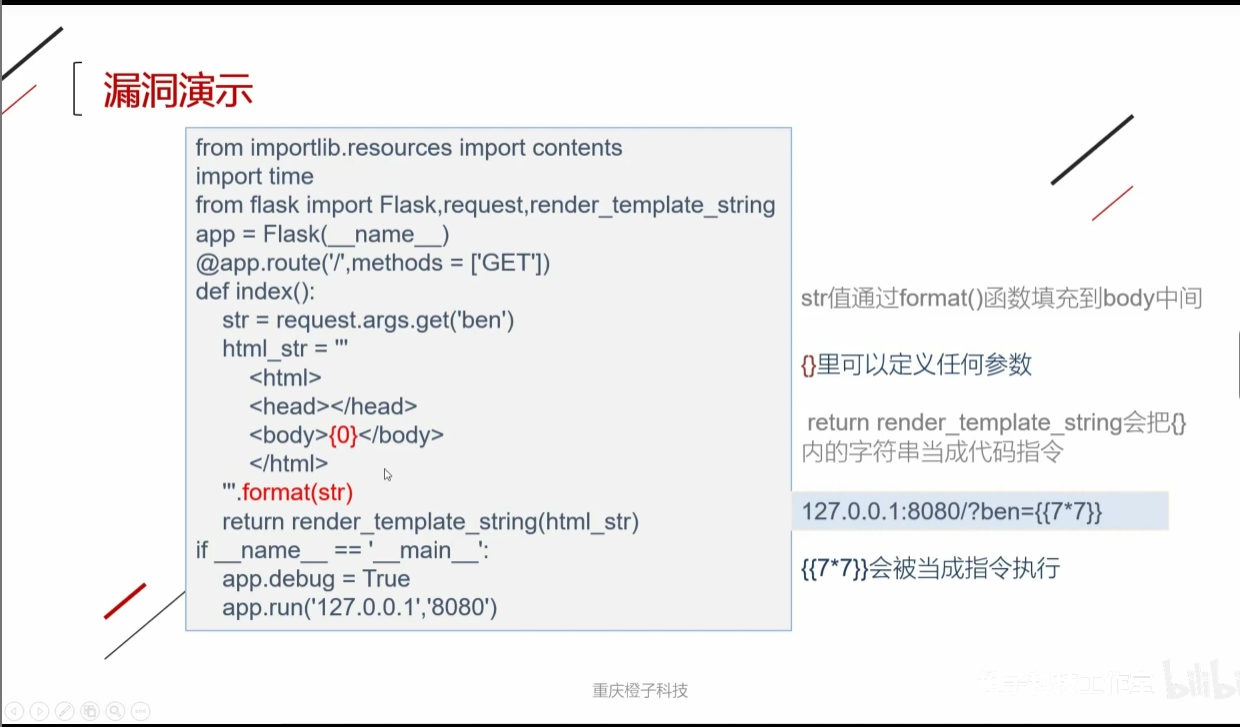 漏洞演示
from importlib.resources import contents
import time
from flask import Flask,request,render_template_string
app = Flask(__name__)
@app.route('/',methods = ['GET'])
def index():
str = request.args.get('ben')
html_str = '''
<html>
<head></head>
<body>{0}</body>
</html>
'''.format(str)
return render_template_string(html_str)
if __name__ == '__main__':
app.debug = True
app.run('127.0.0.1','8080')
str值通过format()函数填充到body中间
{}里可以定义任何参数
return render_template_string会把{}
内的字符串当成代码指令
127.0.0.1:8080/?ben={{7*7}}
{{7*7}}会被当成指令执行
重庆橙子科技